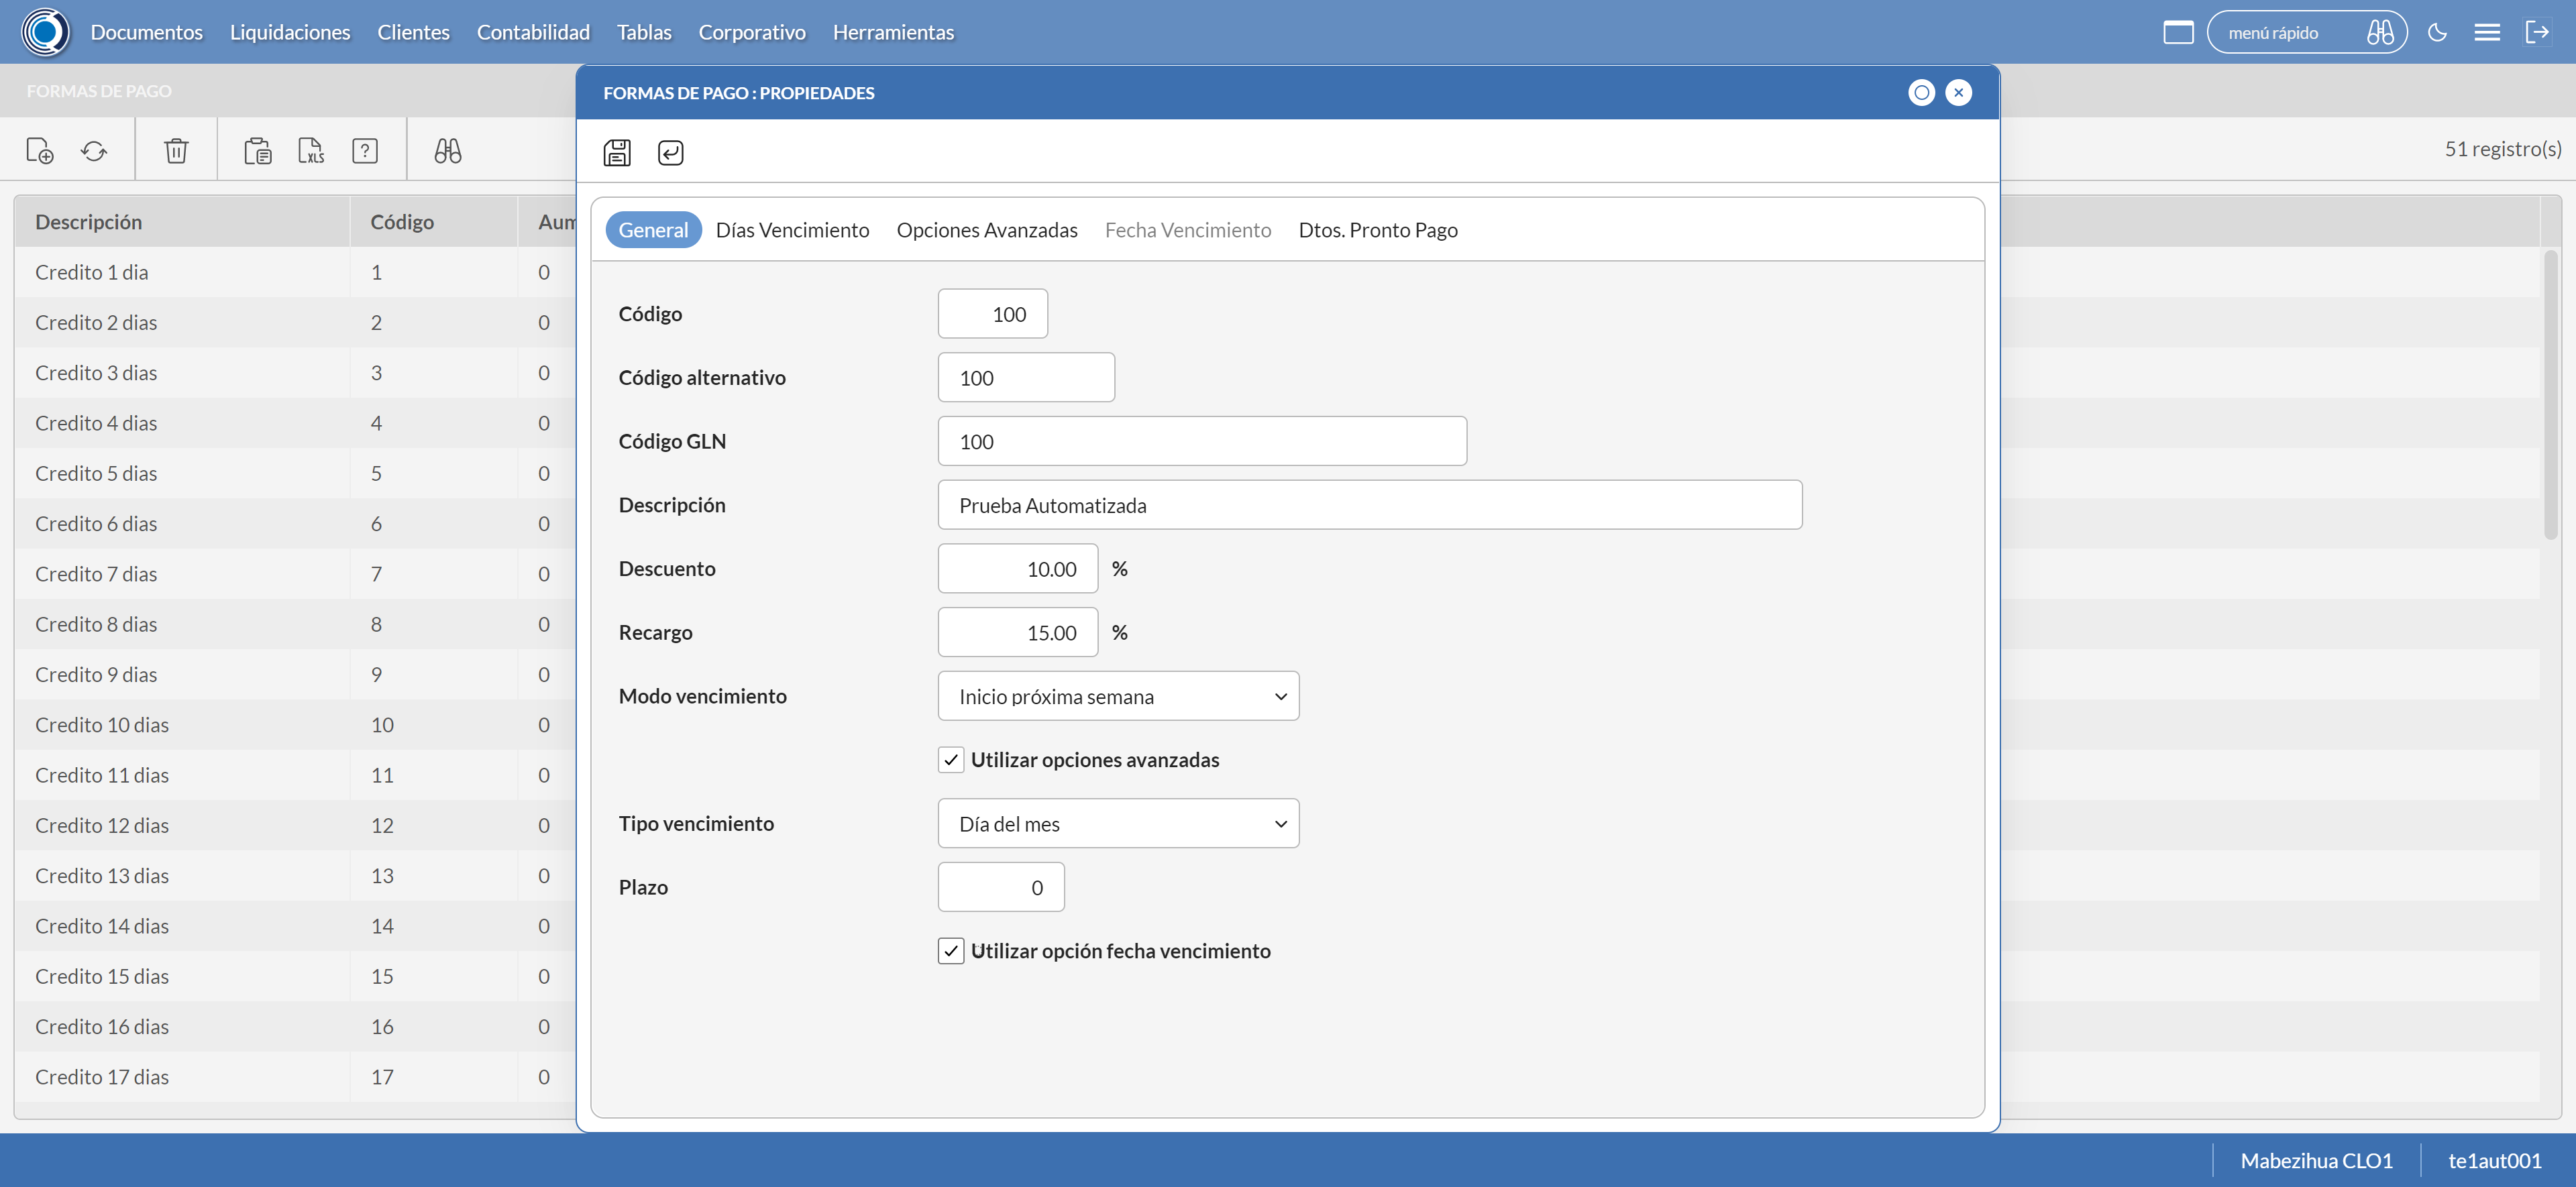 Documentos Liquidaciones Clientes Contabilidad Tablas Corporativo Herramientas menú rápido
FORMAS DE PAGO
FORMAS DE PAGO : PROPIEDADES
XLS ?
51 registro(s)
Descripción Código Aum
General Días Vencimiento Opciones Avanzadas Fecha Vencimiento Dtos. Pronto Pago
Credito 1 dia 1 0
Credito 2 dias 2 0
Credito 3 dias 3 0
Credito 4 dias 4 0
Credito 5 dias 5 0
Credito 6 dias 6 0
Credito 7 dias 7 0
Credito 8 dias 8 0
Credito 9 dias 9 0
Credito 10 dias 10 0
Credito 11 dias 11 0
Credito 12 dias 12 0
Credito 13 dias 13 0
Credito 14 dias 14 0
Credito 15 dias 15 0
Credito 16 dias 16 0
Credito 17 dias 17 0
Código 100
Código alternativo 100
Código GLN 100
Descripción Prueba Automatizada
Descuento 10.00 %
Recargo 15.00 %
Modo vencimiento Inicio próxima semana
Utilizar opciones avanzadas
Tipo vencimiento Día del mes
Plazo 0
Utilizar opción fecha vencimiento
Mabezihua CLO1 te1aut001